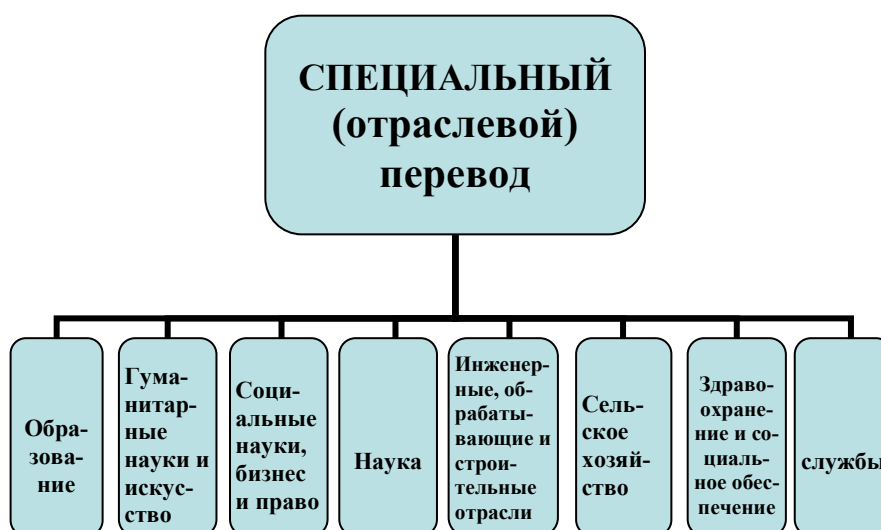 СПЕЦИАЛЬНЫЙ
(отраслевой)
перевод
Обра-
зова-
ние
Гума-
нитар-
ные
науки и
искус-
ство
Соци-
альные
науки,
бизнес
и право
Наука
Инженер-
ные, об-
рабаты-
вающие и
строи-
тельные
отрасли
Сель-
ское
хозяй-
ство
Здраво-
охране-
ние и со-
циаль-
ное обес-
печение
службы